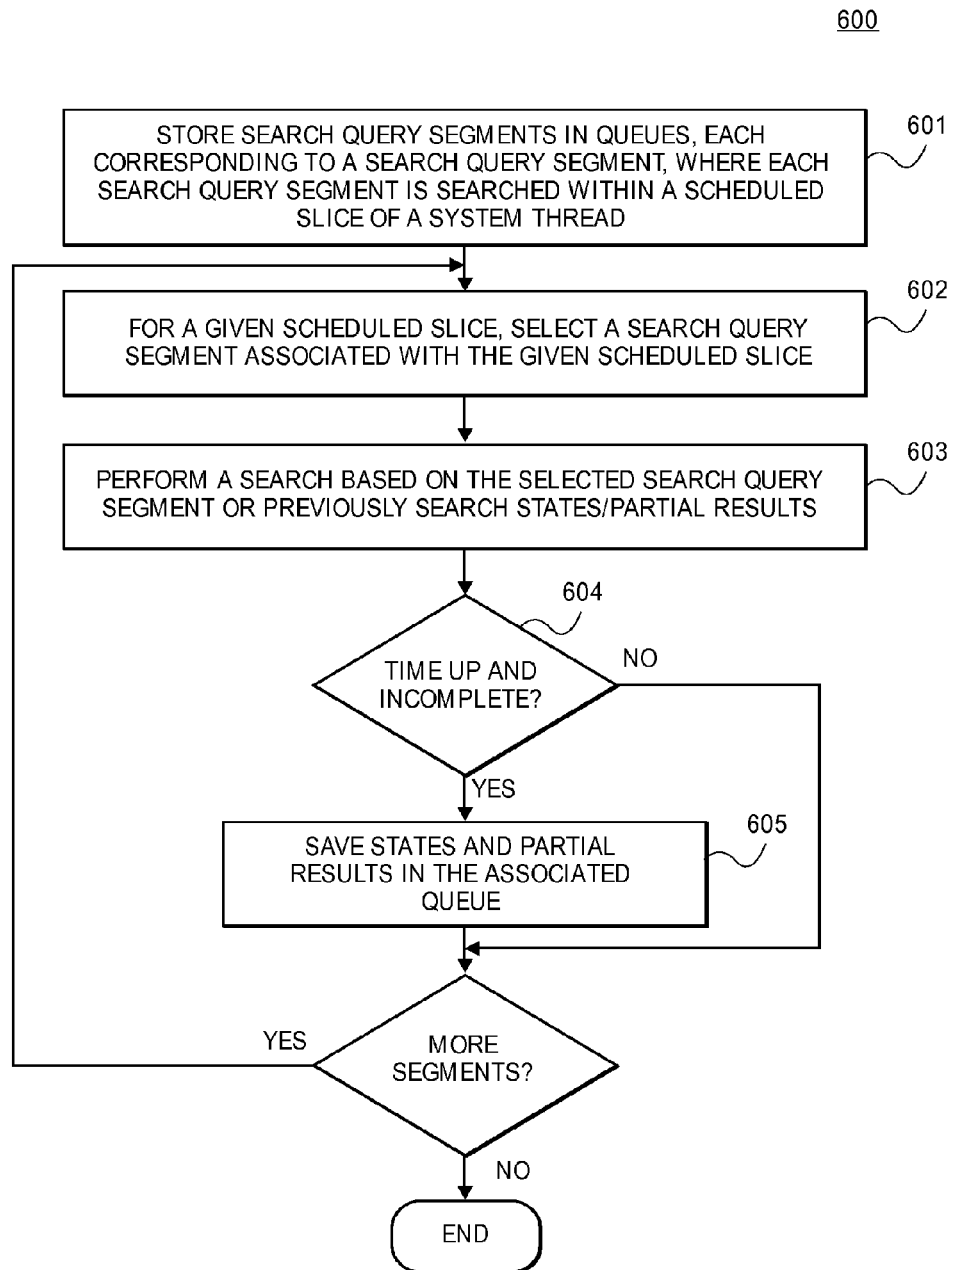 600
STORE SEARCH QUERY SEGMENTS IN QUEUES, EACH
CORRESPONDING TO A SEARCH QUERY SEGMENT, WHERE EACH
SEARCH QUERY SEGMENT IS SEARCHED WITHIN A SCHEDULED
SLICE OF A SYSTEM THREAD
601
FOR A GIVEN SCHEDULED SLICE, SELECT A SEARCH QUERY
SEGMENT ASSOCIATED WITH THE GIVEN SCHEDULED SLICE
602
PERFORM A SEARCH BASED ON THE SELECTED SEARCH QUERY
SEGMENT OR PREVIOUSLY SEARCH STATES/PARTIAL RESULTS
603
TIME UP AND
INCOMPLETE?
604
NO
YES
SAVE STATES AND PARTIAL
RESULTS IN THE ASSOCIATED
QUEUE
605
MORE
SEGMENTS?
YES
NO
END